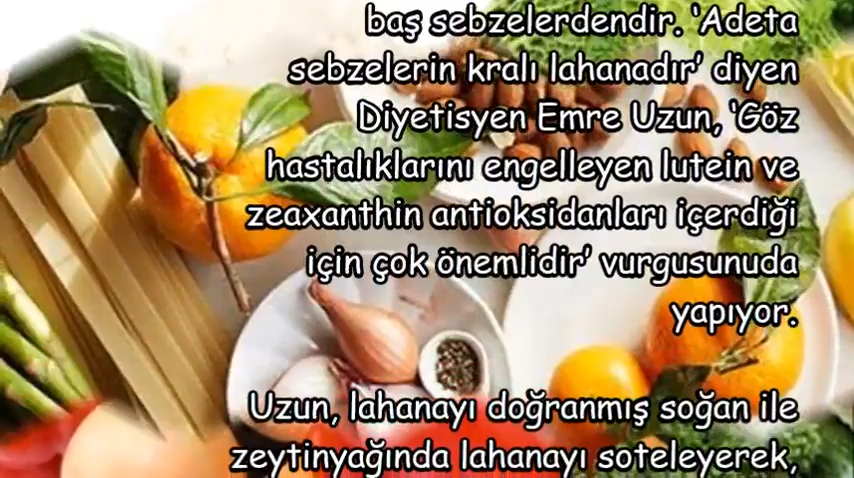 baş sebzelerdendir. 'Adeta
sebzelerin kralı lahanadır' diyen
Diyetisyen Emre Uzun, 'Göz
hastalıklarını engelleyen lutein ve
zeaxanthin antioksidanları içerdiği
için çok önemlidir' vurgusunuda
yapıyor.
Uzun, lahanayı doğranmış soğan ile
zeytinyağında lahanayı soteleyerek,